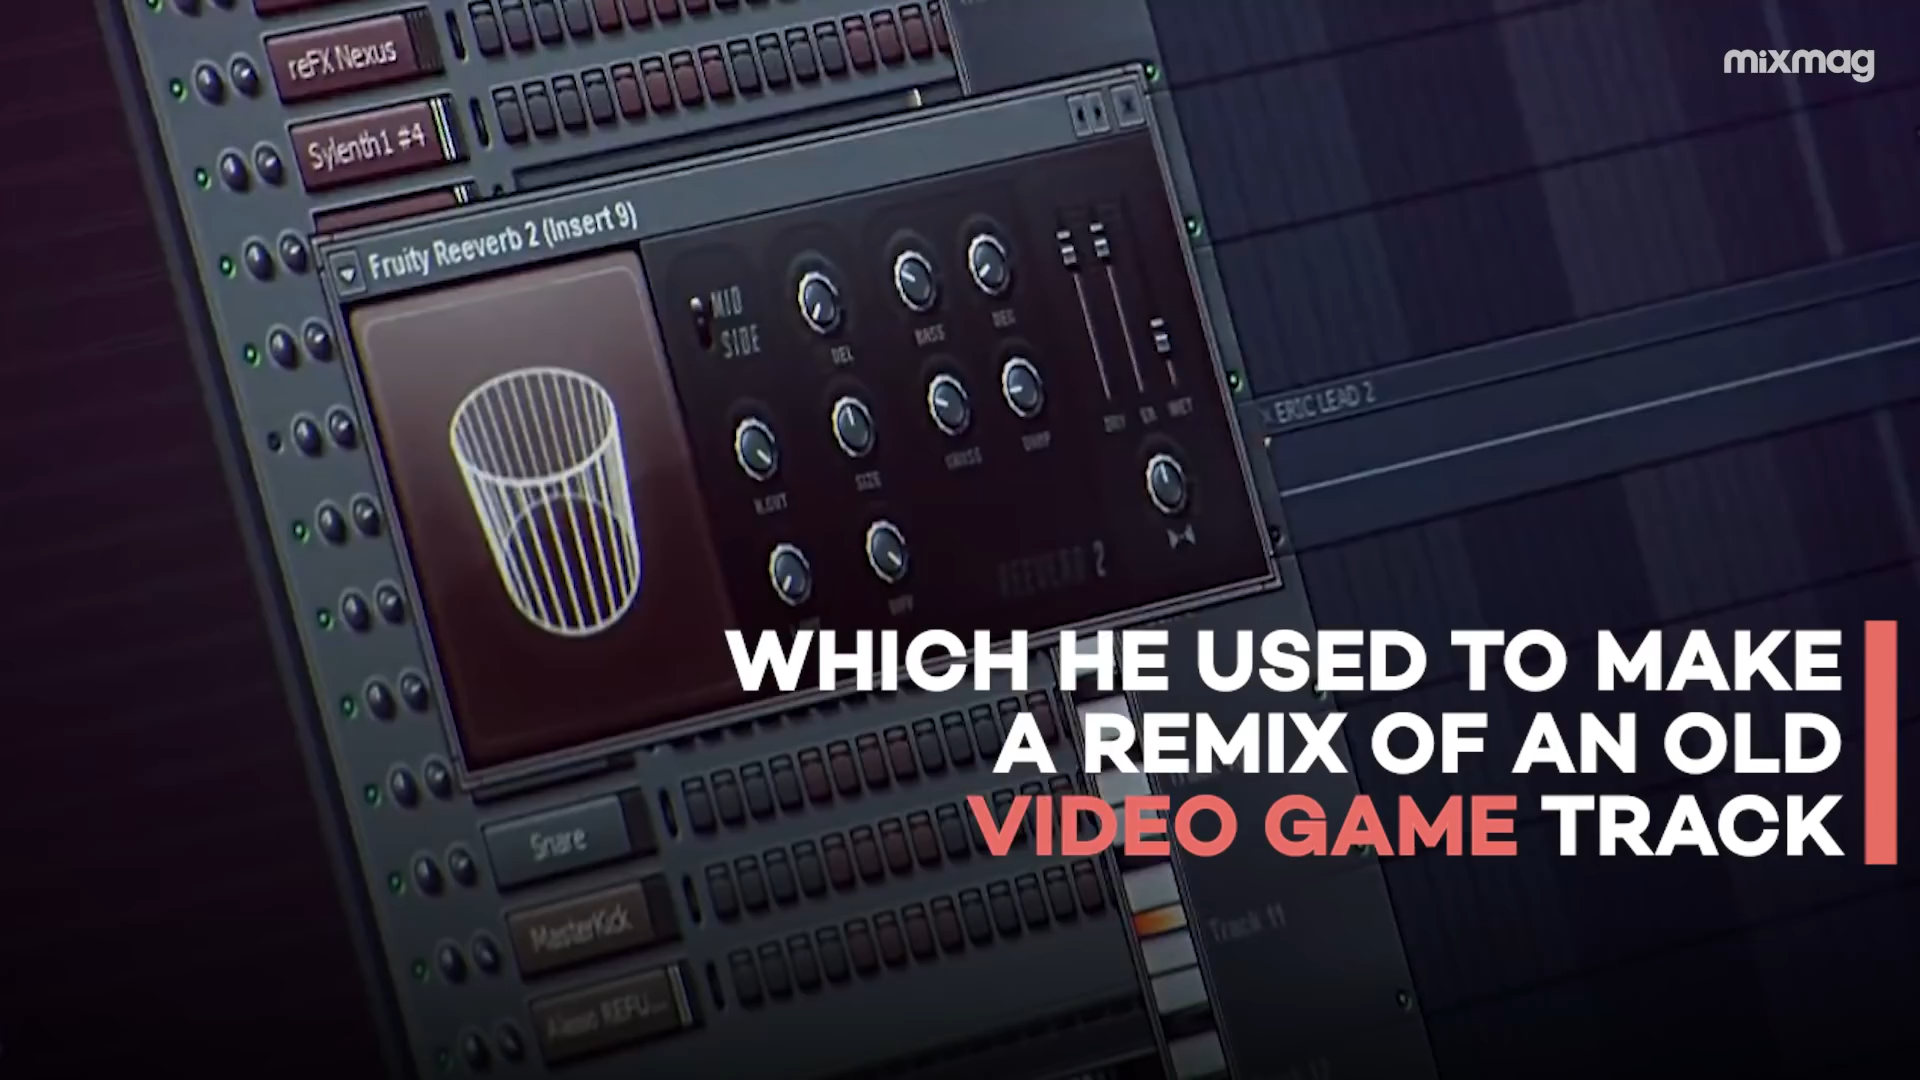 mixmag
reFX Nexus
Sylenth1 #4
Fruity Reeverb 2 (Insert 9)
MID
SIDE
DEL
BASS
DEC
H.CUT
SIZE
DAMP
DRY
ER
WET
REEVERB 2
ERIC LEAD 2
WHICH HE USED TO MAKE
A REMIX OF AN OLD
VIDEO GAME TRACK
Snare
MasterKick
Track 11